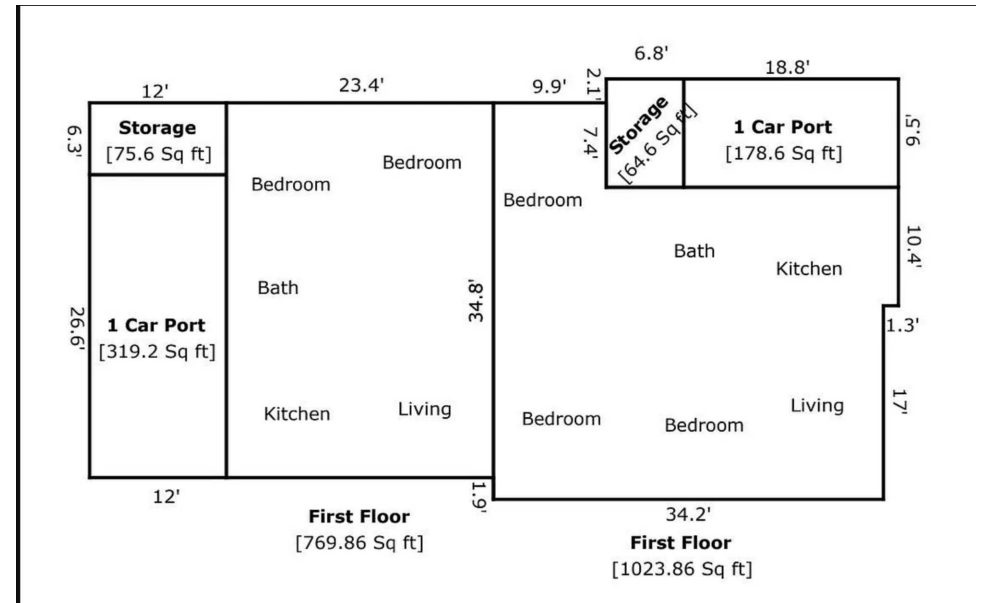 6.8'
2.1'
18.8'
12'
23.4'
9.9'
6.3'
Storage
[75.6 Sq ft]
7.4'
Storage
[64.6 Sq ft]
1 Car Port
[178.6 Sq ft]
9.5'
Bedroom
Bedroom
Bedroom
Bath
Kitchen
10.4'
Bath
34.8'
26.6'
1 Car Port
[319.2 Sq ft]
1.3'
Kitchen
Living
Bedroom
Bedroom
Living
17'
12'
1.9'
First Floor
[769.86 Sq ft]
34.2'
First Floor
[1023.86 Sq ft]